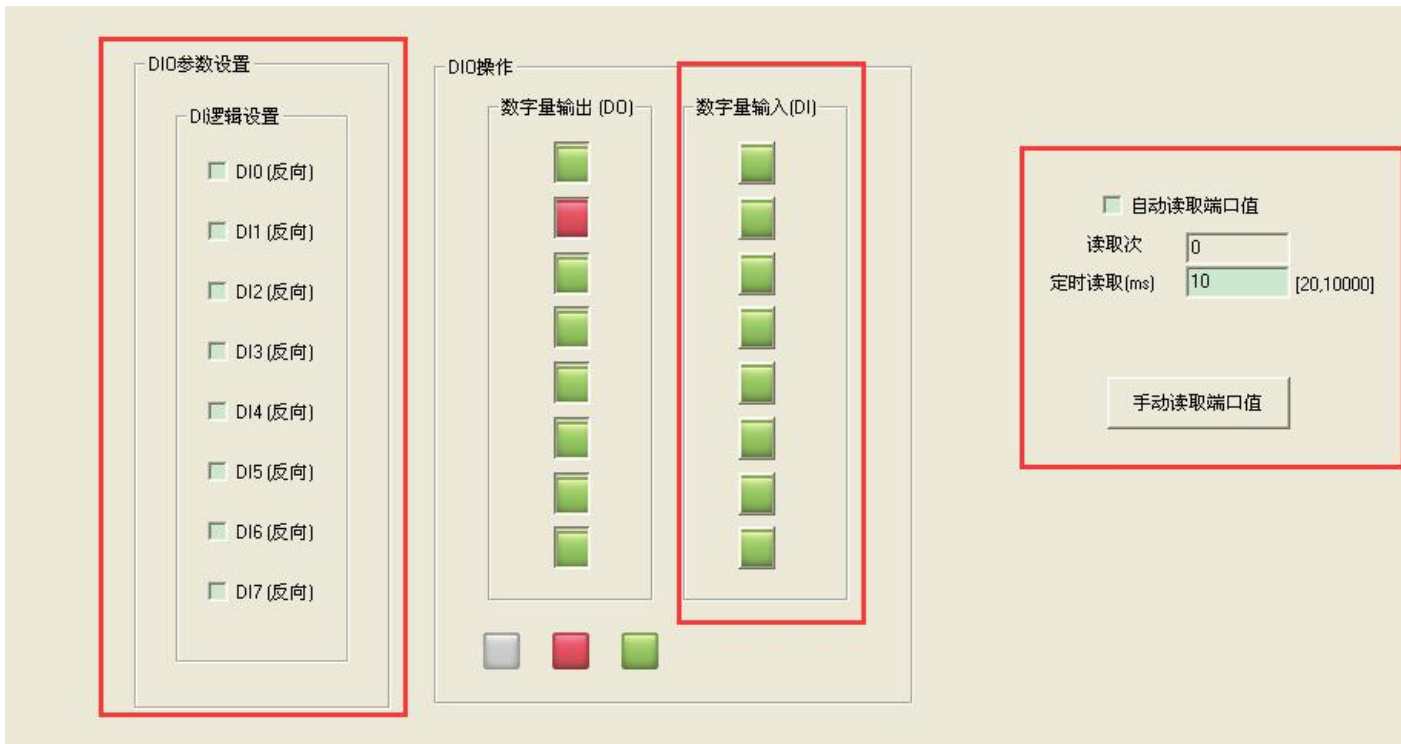 DIO参数设置
DI逻辑设置
DI0 (反向)
DI1 (反向)
DI2 (反向)
DI3 (反向)
DI4 (反向)
DI5 (反向)
DI6 (反向)
DI7 (反向)
DIO操作
数字量输出 (DO)
数字量输入(DI)
自动读取端口值
读取次 0
定时读取(ms) 10 [20,10000]
手动读取端口值